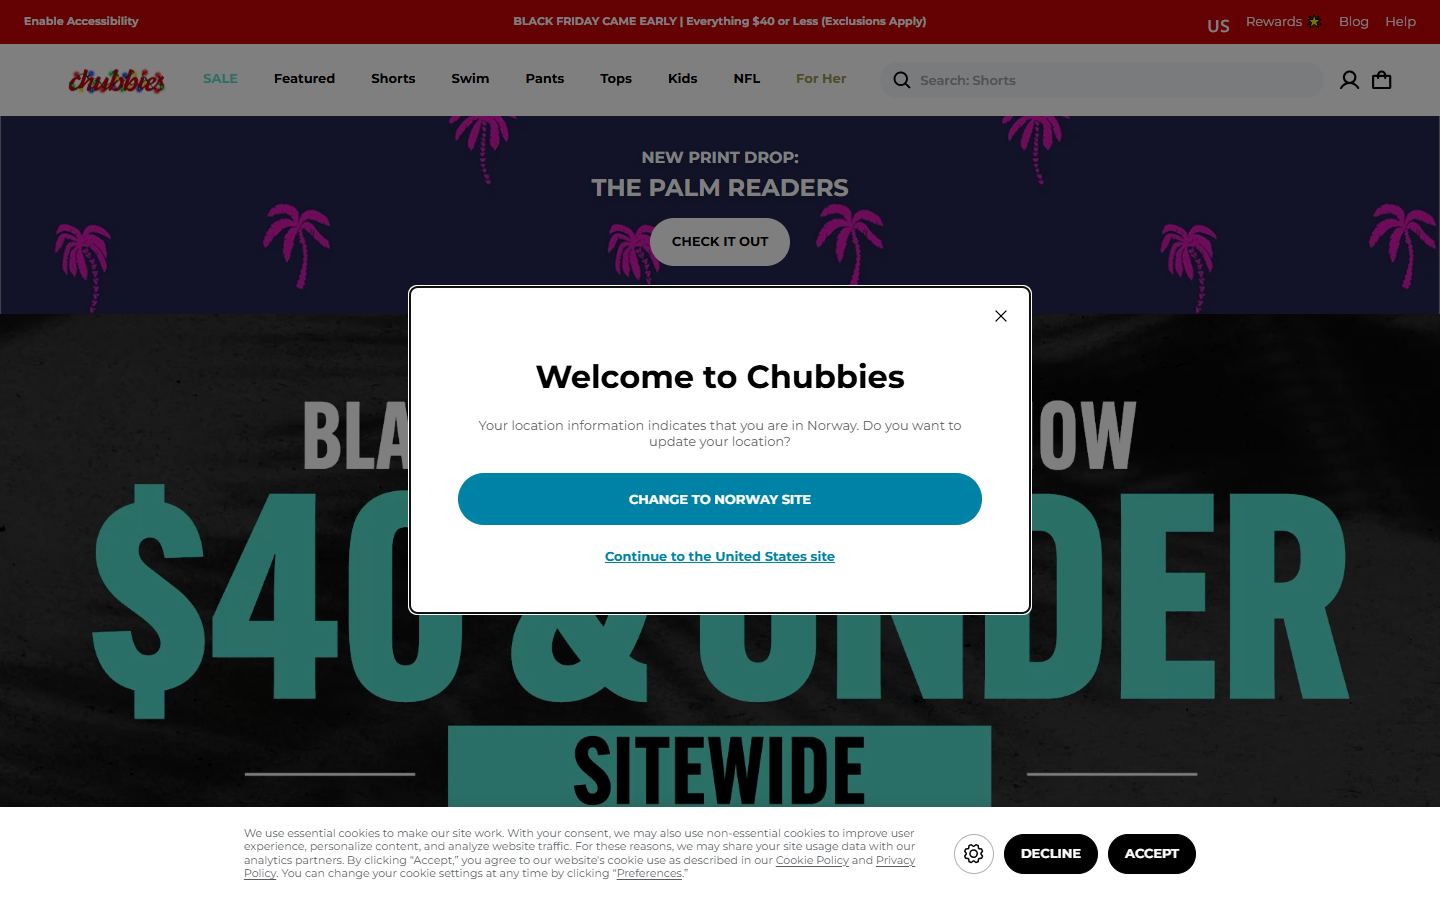 Enable Accessibility
BLACK FRIDAY CAME EARLY | Everything $40 or Less (Exclusions Apply)
US
Rewards
Blog
Help
chubbies
SALE
Featured
Shorts
Swim
Pants
Tops
Kids
NFL
For Her
Search: Shorts
NEW PRINT DROP:
THE PALM READERS
CHECK IT OUT
Welcome to Chubbies
Your location information indicates that you are in Norway. Do you want to
update your location?
CHANGE TO NORWAY SITE
Continue to the United States site
$40 & UNDER
SITEWIDE
We use essential cookies to make our site work. With your consent, we may also use non-essential cookies to improve user
experience, personalize content, and analyze website traffic. For these reasons, we may share your site usage data with our
analytics partners. By clicking “Accept,” you agree to our website's cookie use as described in our Cookie Policy and Privacy
Policy. You can change your cookie settings at any time by clicking “Preferences.”
DECLINE
ACCEPT